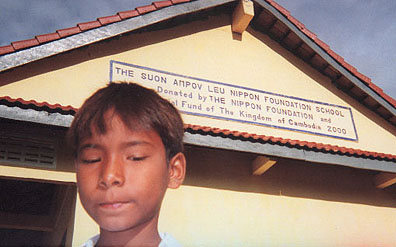 THE SUON AMPOV LEU NIPPON FOUNDATION SCHOOL
Donated by THE NIPPON FOUNDATION and
Fund of The Kingdom of Cambodia 2000